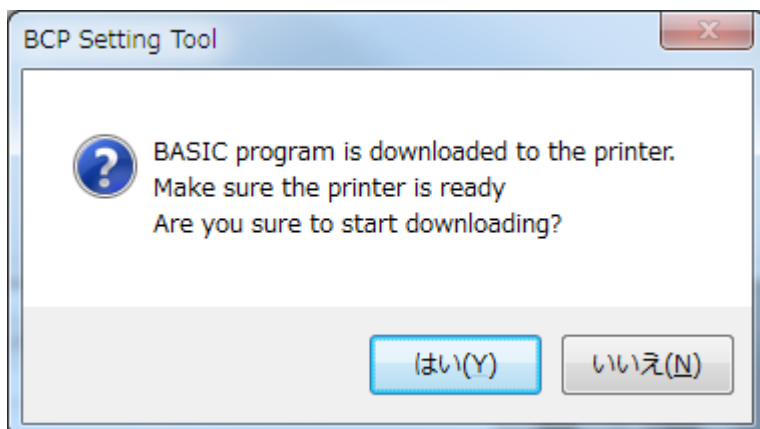 BCP Setting Tool
BASIC program is downloaded to the printer.
Make sure the printer is ready
Are you sure to start downloading?
はい(Y) いいえ(N)